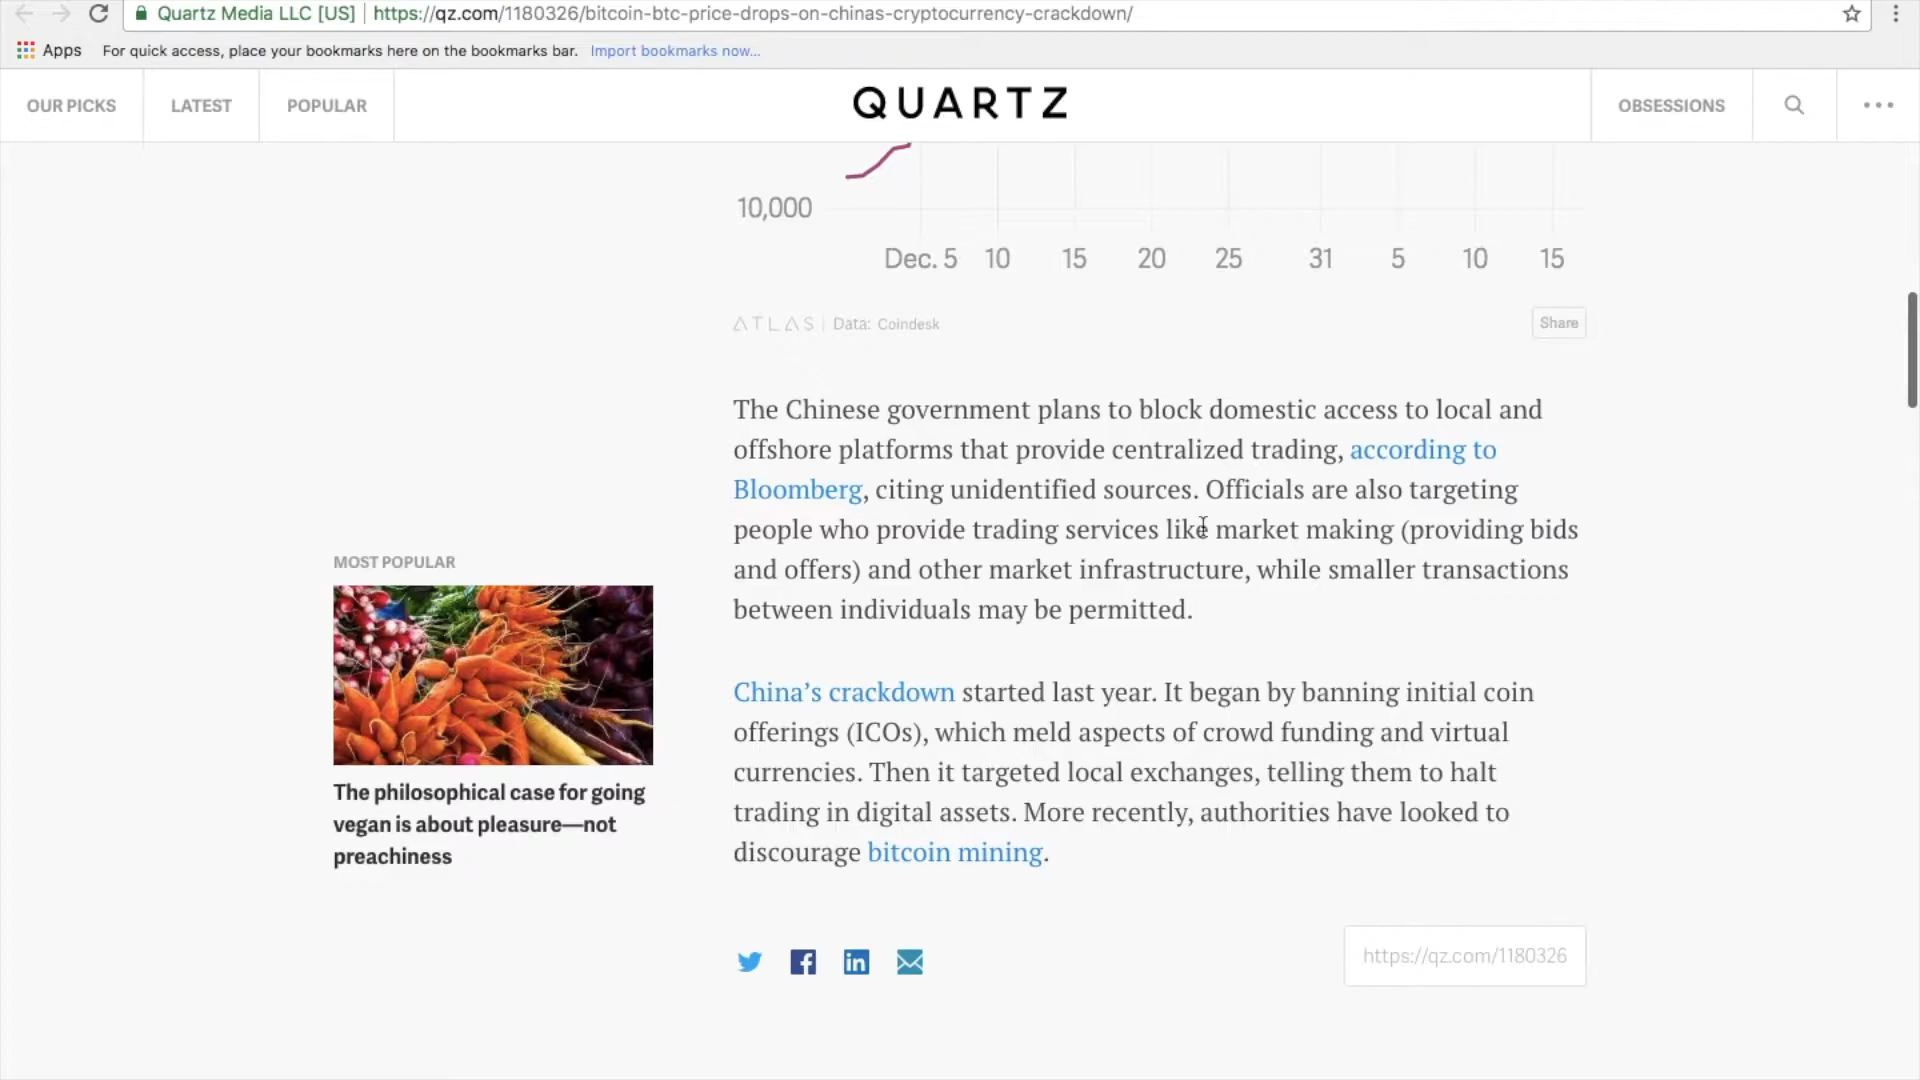 Quartz Media LLC [US] | https://qz.com/1180326/bitcoin-btc-price-drops-on-chinas-cryptocurrency-crackdown/
Apps For quick access, place your bookmarks here on the bookmarks bar. Import bookmarks now...
OUR PICKS LATEST POPULAR QUARTZ OBSESSIONS
10,000
Dec. 5 10 15 20 25 31 5 10 15
ATLAS | Data: Coindesk Share
The Chinese government plans to block domestic access to local and
offshore platforms that provide centralized trading, according to
Bloomberg, citing unidentified sources. Officials are also targeting
people who provide trading services like market making (providing bids
and offers) and other market infrastructure, while smaller transactions
between individuals may be permitted.
MOST POPULAR
The philosophical case for going
vegan is about pleasure—not
preachiness
China’s crackdown started last year. It began by banning initial coin
offerings (ICOs), which meld aspects of crowd funding and virtual
currencies. Then it targeted local exchanges, telling them to halt
trading in digital assets. More recently, authorities have looked to
discourage bitcoin mining.
https://qz.com/1180326